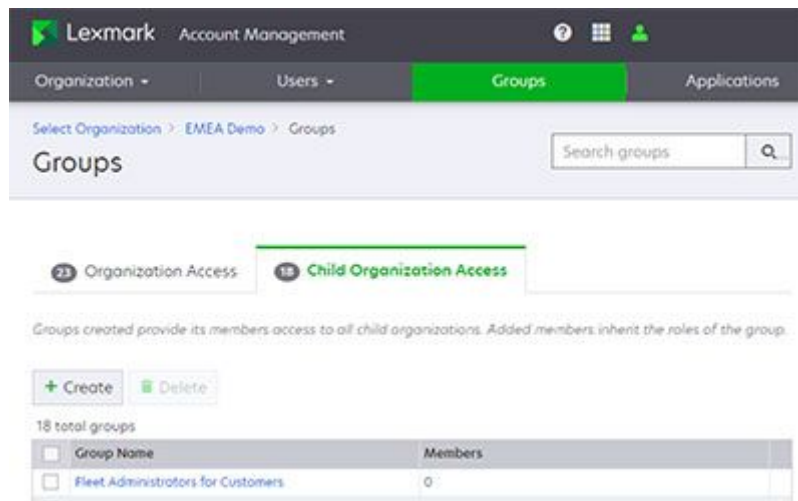 Lexmark Account Management
Organization Users Groups Applications
Select Organization > EMEA Demo > Groups
Groups
Search groups
23 Organization Access 18 Child Organization Access
Groups created provide its members access to all child organizations. Added members inherit the roles of the group.
+ Create Delete
18 total groups
Group Name Members
Fleet Administrators for Customers 0